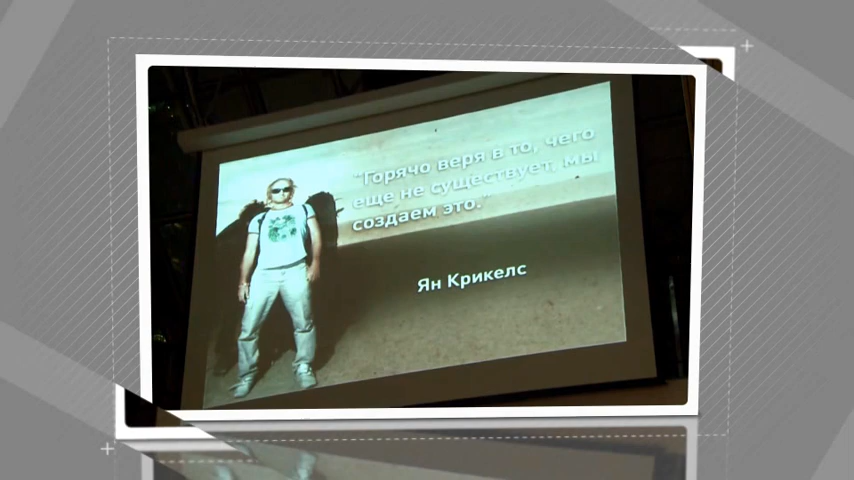 "Горячо веря в то, чего
еще не существует, мы
создаем это."
Ян Крикелс